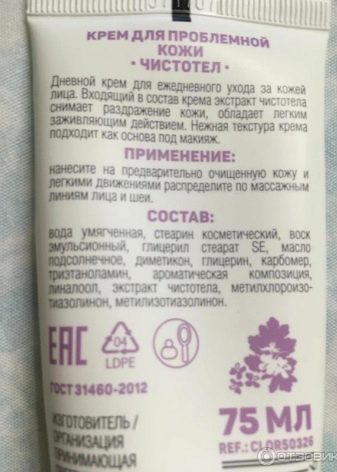 КРЕМ ДЛЯ ПРОБЛЕМНОЙ
КОЖИ
• ЧИСТОТЕЛ •
Дневной крем для ежедневного ухода за кожей
лица. Входящий в состав крема экстракт чистотела
снимает раздражение кожи, обладает легким
заживляющим действием. Нежная текстура крема
подходит как основа под макияж.
ПРИМЕНЕНИЕ:
нанесите на предварительно очищенную кожу и
легкими движениями распределите по массажным
линиям лица и шеи.
СОСТАВ:
вода умягченная, стеарин косметический, воск
эмульсионный, глицерил стеарат SE, масло
подсолнечное, диметикон, глицерин, карбомер,
триэтаноламин, ароматическая композиция,
линалоол, экстракт чистотела, метилхлороизо-
тиазолинон, метилизотиазолинон.
EAC
04
LDPE
ГОСТ 31460-2012
ИЗГОТОВИТЕЛЬ /
ОРГАНИЗАЦИЯ
ПРИНИМАЮЩАЯ
75 МЛ
REF.: CLOR50326
ОТЗОВИК